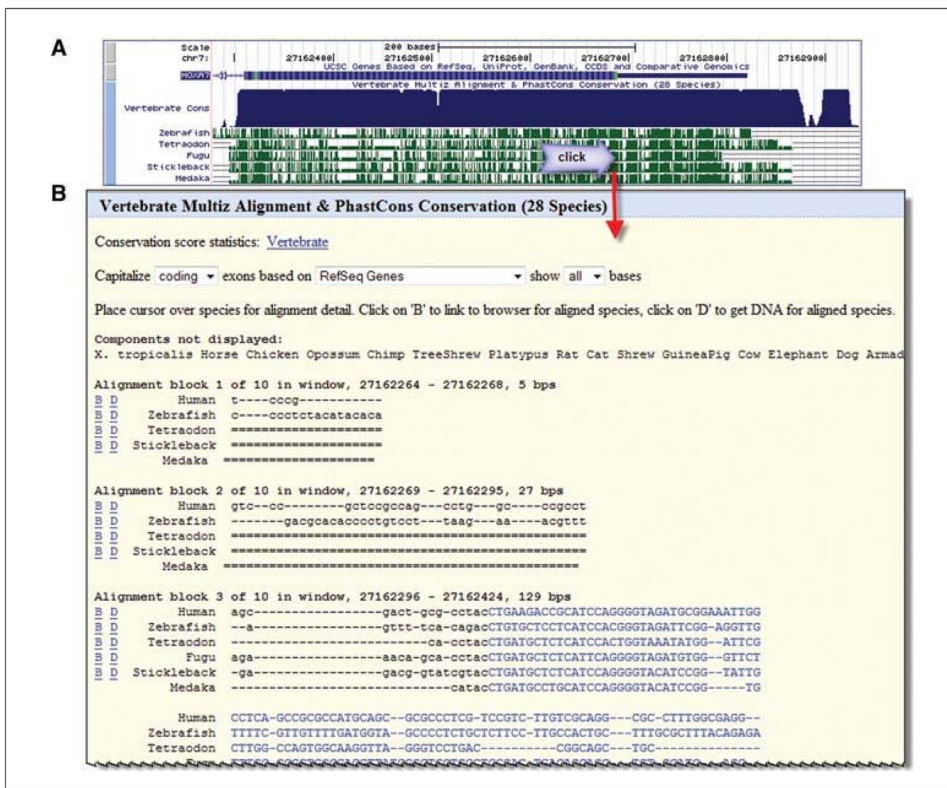 A
Scale
chr7:
200 bases
27162400| 27162500| 27162600| 27162700| 27162800| 27162900|
UCSC Genes Based on RefSeq, UniProt, GenBank, CCDS and Comparative Genomics
HOXA7
Vertebrate Multiz Alignment & PhastCons Conservation (28 Species)
Vertebrate Cons
Zebrafish
Tetraodon
Fugu
Stickleback
Medaka
click
B
Vertebrate Multiz Alignment & PhastCons Conservation (28 Species)
Conservation score statistics: Vertebrate
Capitalize coding exons based on RefSeq Genes show all bases
Place cursor over species for alignment detail. Click on 'B' to link to browser for aligned species, click on 'D' to get DNA for aligned species.
Components not displayed:
X. tropicalis Horse Chicken Opossum Chimp TreeShrew Platypus Rat Cat Shrew GuineaPig Cow Elephant Dog Armad
Alignment block 1 of 10 in window, 27162264 - 27162268, 5 bps
B D Human t----cccg-----------
B D Zebrafish c----ccctctacatacaca
B D Tetraodon ====================
B D Stickleback ====================
Medaka ====================
Alignment block 2 of 10 in window, 27162269 - 27162295, 27 bps
B D Human gtc--cc--------gctccgccag---cctg---gc----ccgcct
B D Zebrafish -------gacgcacacccctgtcct---taag---aa----acgttt
B D Tetraodon ===============================================
B D Stickleback ===============================================
Medaka ===============================================
Alignment block 3 of 10 in window, 27162296 - 27162424, 129 bps
B D Human agc-----------------gact-gcg-cctacCTGAAGACCGCATCCAGGGGTAGATGCGGAAATTGG
B D Zebrafish --a-----------------gttt-tca-cagacCTGTGCTCCTCATCCACGGGTAGATTCGG-AGGTTG
B D Tetraodon --------------------------ca-cctacCTGATGCTCTCATCCACTGGTAAATATGG--ATTCG
B D Fugu aga-----------------aaca-gca-cctacCTGATGCTCTCATTCAGGGGTAGATGTGG--GTTCT
B D Stickleback -ga-----------------gacg-gtatcgtacCTGATGCTCTCATCCAGGGGTACATCCGG--TATTG
Medaka -----------------------------catacCTGATGCCTGCATCCAGGGGTACATCCGG-----TG
Human CCTCA-GCCGCGCCATGCAGC--GCGCCCTCG-TCCGTC-TTGTCGCAGG---CGC-CTTTGGCGAGG--
Zebrafish TTTTC-GTTGTTTTGATGGTA--GCCCCTCTGCTCTTCC-TTGCCACTGC---TTTGCGCTTTACAGAGA
Tetraodon CTTGG-CCAGTGGCAAGGTTA--GGGTCCTGAC----------CGGCAGC---TGC--------------
Fugu